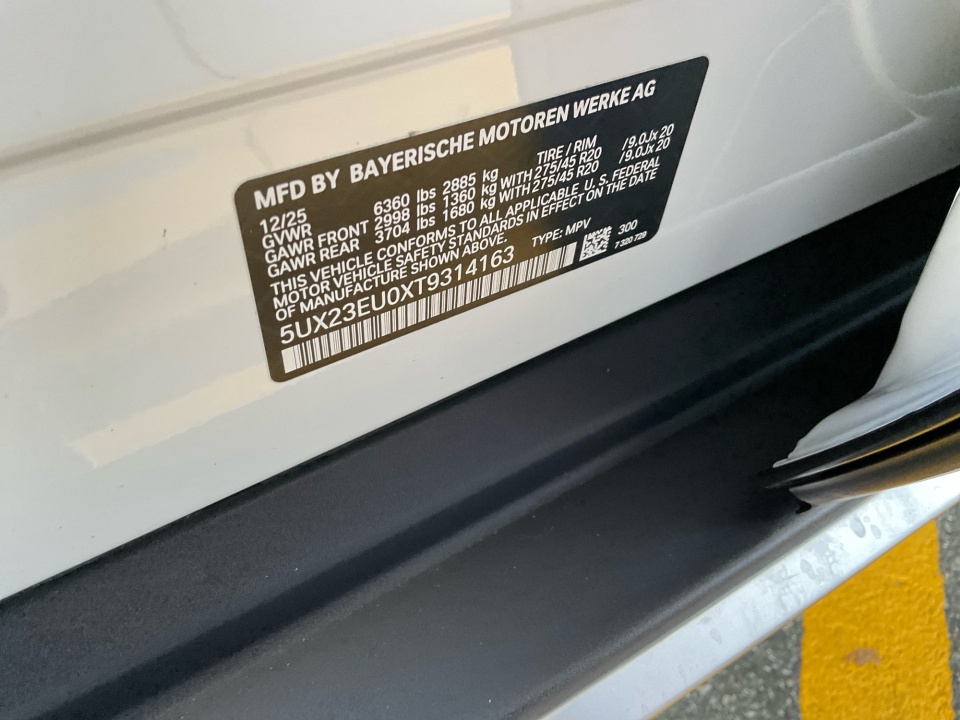 MFD BY BAYERISCHE MOTOREN WERKE AG
12/25 TIRE / RIM
GVWR 6360 lbs 2885 kg
GAWR FRONT 2998 lbs 1360 kg WITH 275/45 R20 /9.0Jx 20
GAWR REAR 3704 lbs 1680 kg WITH 275/45 R20 /9.0Jx 20
THIS VEHICLE CONFORMS TO ALL APPLICABLE U. S. FEDERAL
MOTOR VEHICLE SAFETY STANDARDS IN EFFECT ON THE DATE
OF MANUFACTURE SHOWN ABOVE.
TYPE: MPV 300
5UX23EU0XT9314163
7 320 729